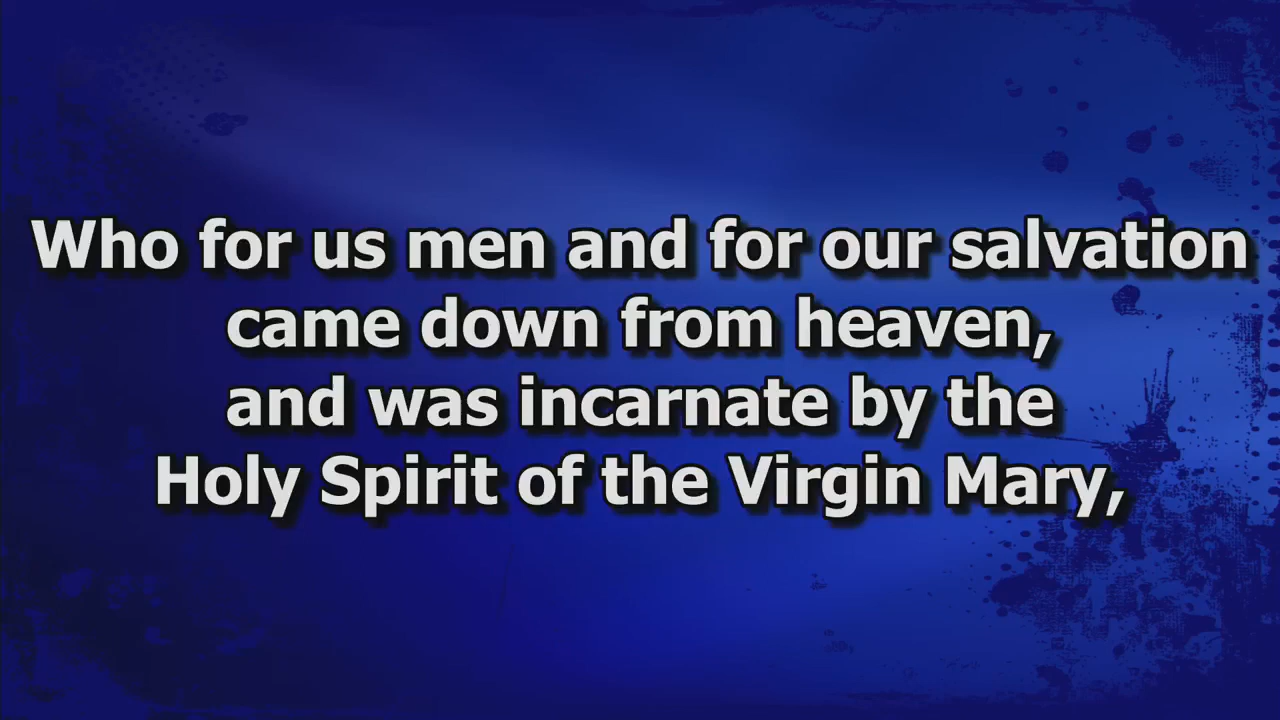 Who for us men and for our salvation
came down from heaven,
and was incarnate by the
Holy Spirit of the Virgin Mary,